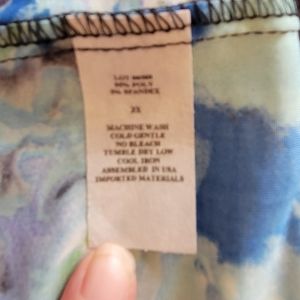 LOT
POLY
5% SPANDEX
2X
MACHINE WASH
COLD GENTLE
NO BLEACH
TUMBLE DRY LOW
COOL IRON
ASSEMBLED IN USA
IMPORTED MATERIALS